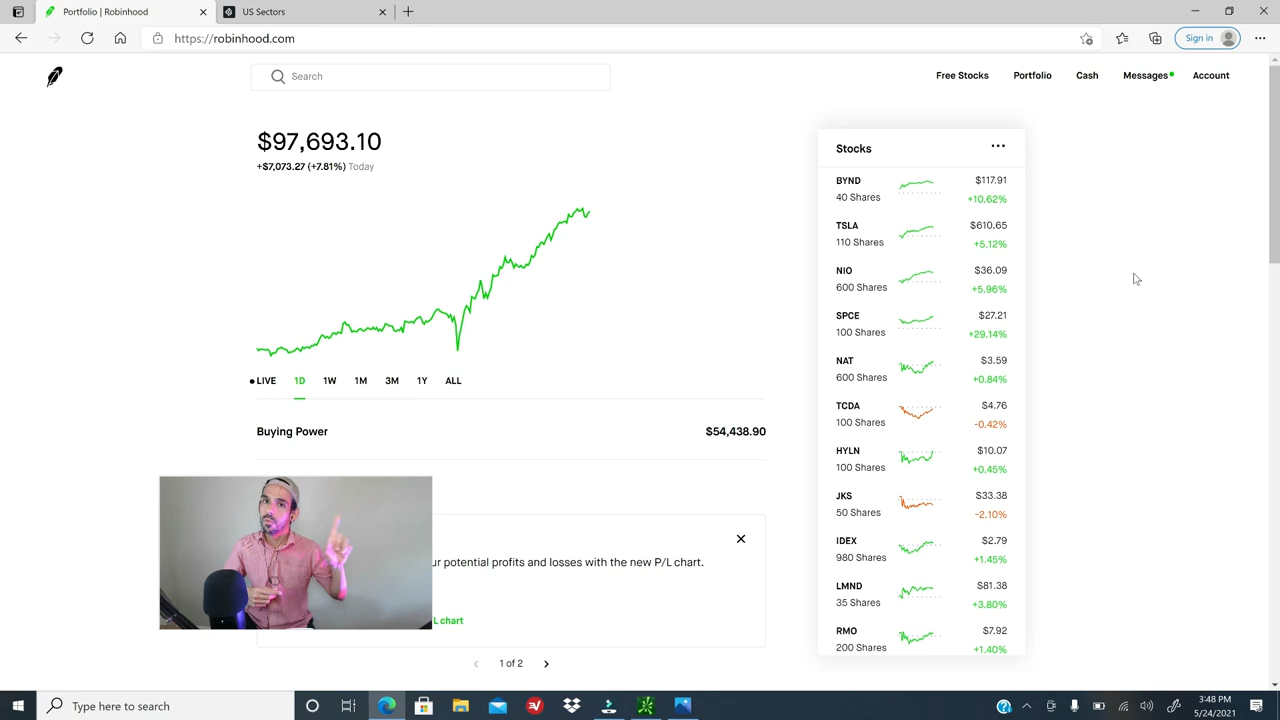 Portfolio | Robinhood
US Sectors
https://robinhood.com
Sign in
Search
Free Stocks
Portfolio
Cash
Messages
Account
$97,693.10
+$7,073.27 (+7.81%) Today
LIVE
1D
1W
1M
3M
1Y
ALL
Buying Power
$54,438.90
ur potential profits and losses with the new P/L chart.
L chart
1 of 2
Stocks
BYND
$117.91
40 Shares
+10.62%
TSLA
$610.65
110 Shares
+5.12%
NIO
$36.09
600 Shares
+5.96%
SPCE
$27.21
100 Shares
+29.14%
NAT
$3.59
600 Shares
+0.84%
TCDA
$4.76
100 Shares
-0.42%
HYLN
$10.07
100 Shares
+0.45%
JKS
$33.38
50 Shares
-2.10%
IDEX
$2.79
980 Shares
+1.45%
LMND
$81.38
35 Shares
+3.80%
RMO
$7.92
200 Shares
+1.40%
Type here to search
3:48 PM
5/24/2021